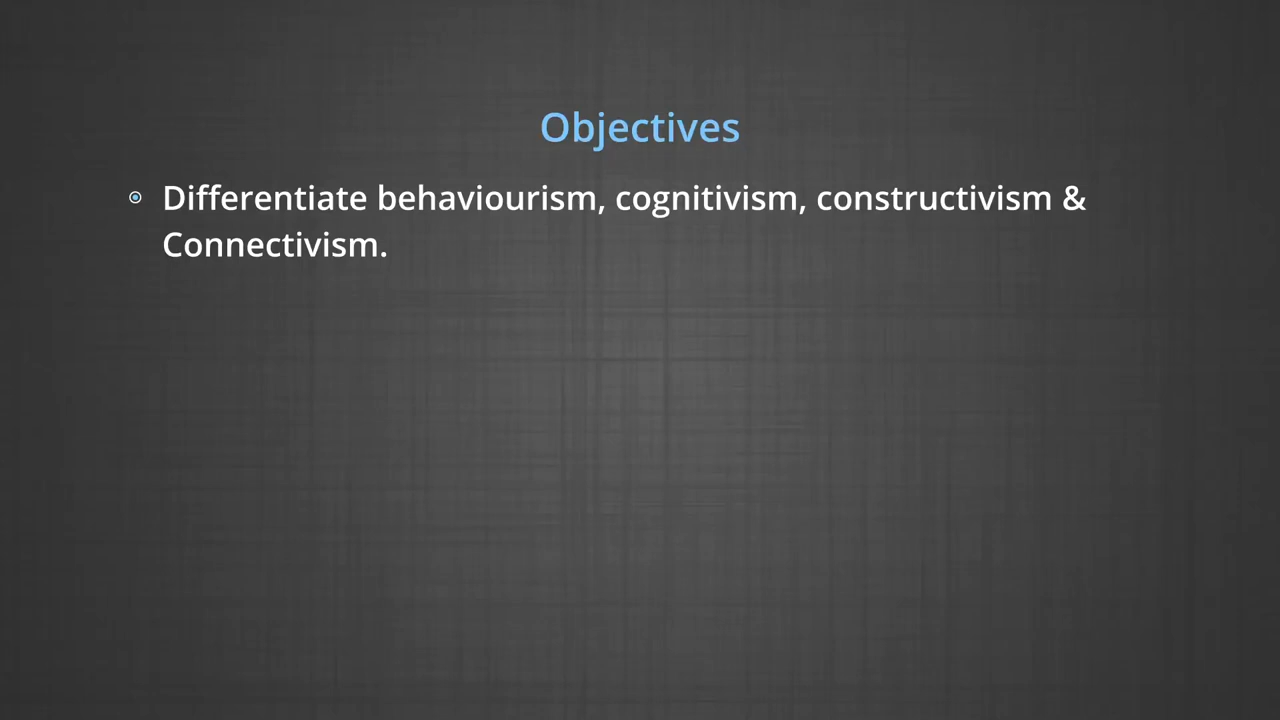 Objectives
Differentiate behaviourism, cognitivism, constructivism &
Connectivism.